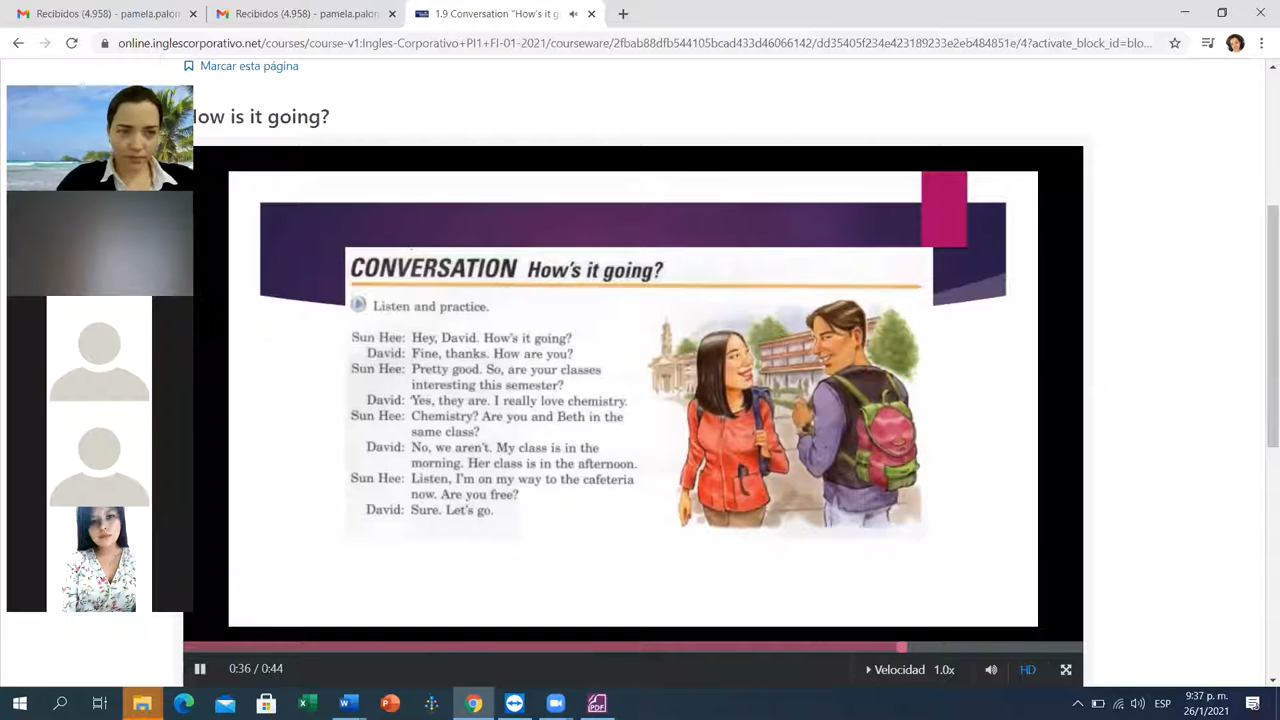 Recibidos (4.958) - pamela.palon
Recibidos (4.958) - pamela.palon
1.9 Conversation "How's it g
online.inglescorporativo.net/courses/course-v1:Ingles-Corporativo+PI1+FI-01-2021/courseware/2fbab88dfb544105bcad433d46066142/dd35405f234e423189233e2eb484851e/4?activate_block_id=blo...
Marcar esta página
ow is it going?
CONVERSATION How's it going?
Listen and practice.
Sun Hee: Hey, David. How's it going?
David: Fine, thanks. How are you?
Sun Hee: Pretty good. So, are your classes
interesting this semester?
David: Yes, they are. I really love chemistry.
Sun Hee: Chemistry? Are you and Beth in the
same class?
David: No, we aren't. My class is in the
morning. Her class is in the afternoon.
Sun Hee: Listen, I'm on my way to the cafeteria
now. Are you free?
David: Sure. Let's go.
0:36 / 0:44
Velocidad 1.0x
HD
ESP
9:37 p. m.
26/1/2021